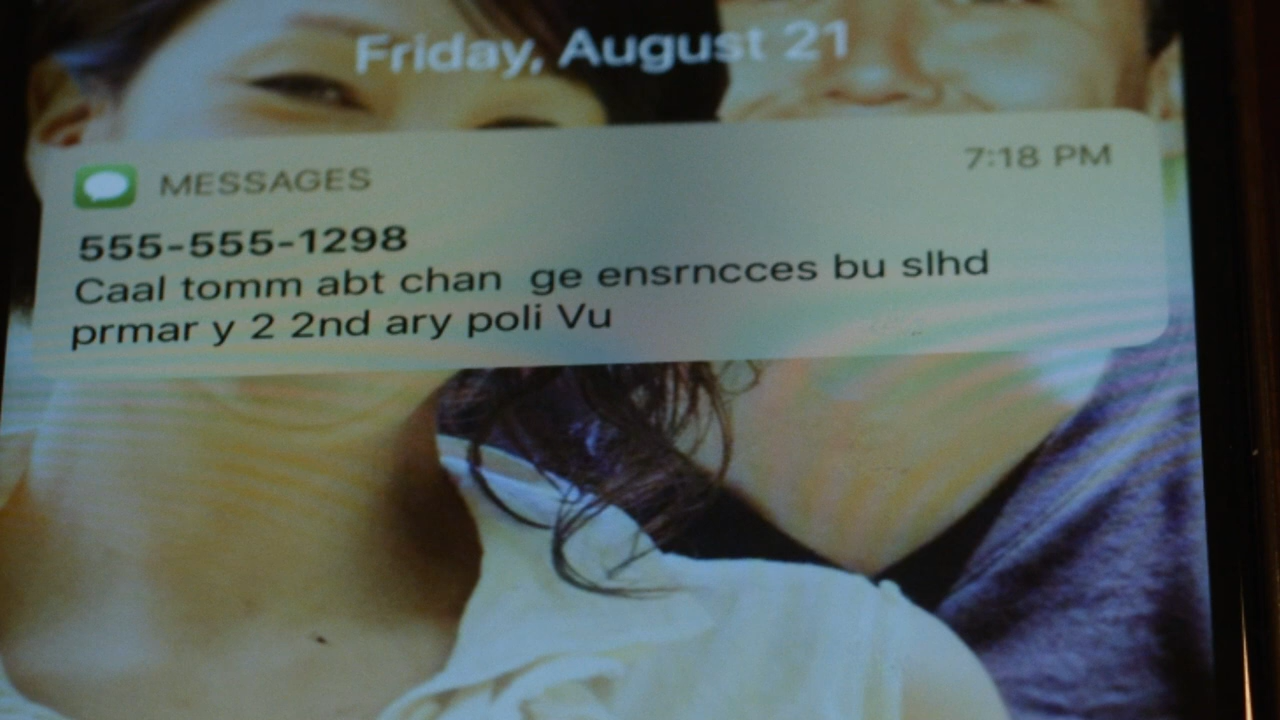 Friday, August 21
MESSAGES
7:18 PM
555-555-1298
Caal tomm abt chan  ge ensrncces bu slhd
prmar y 2 2nd ary poli Vu